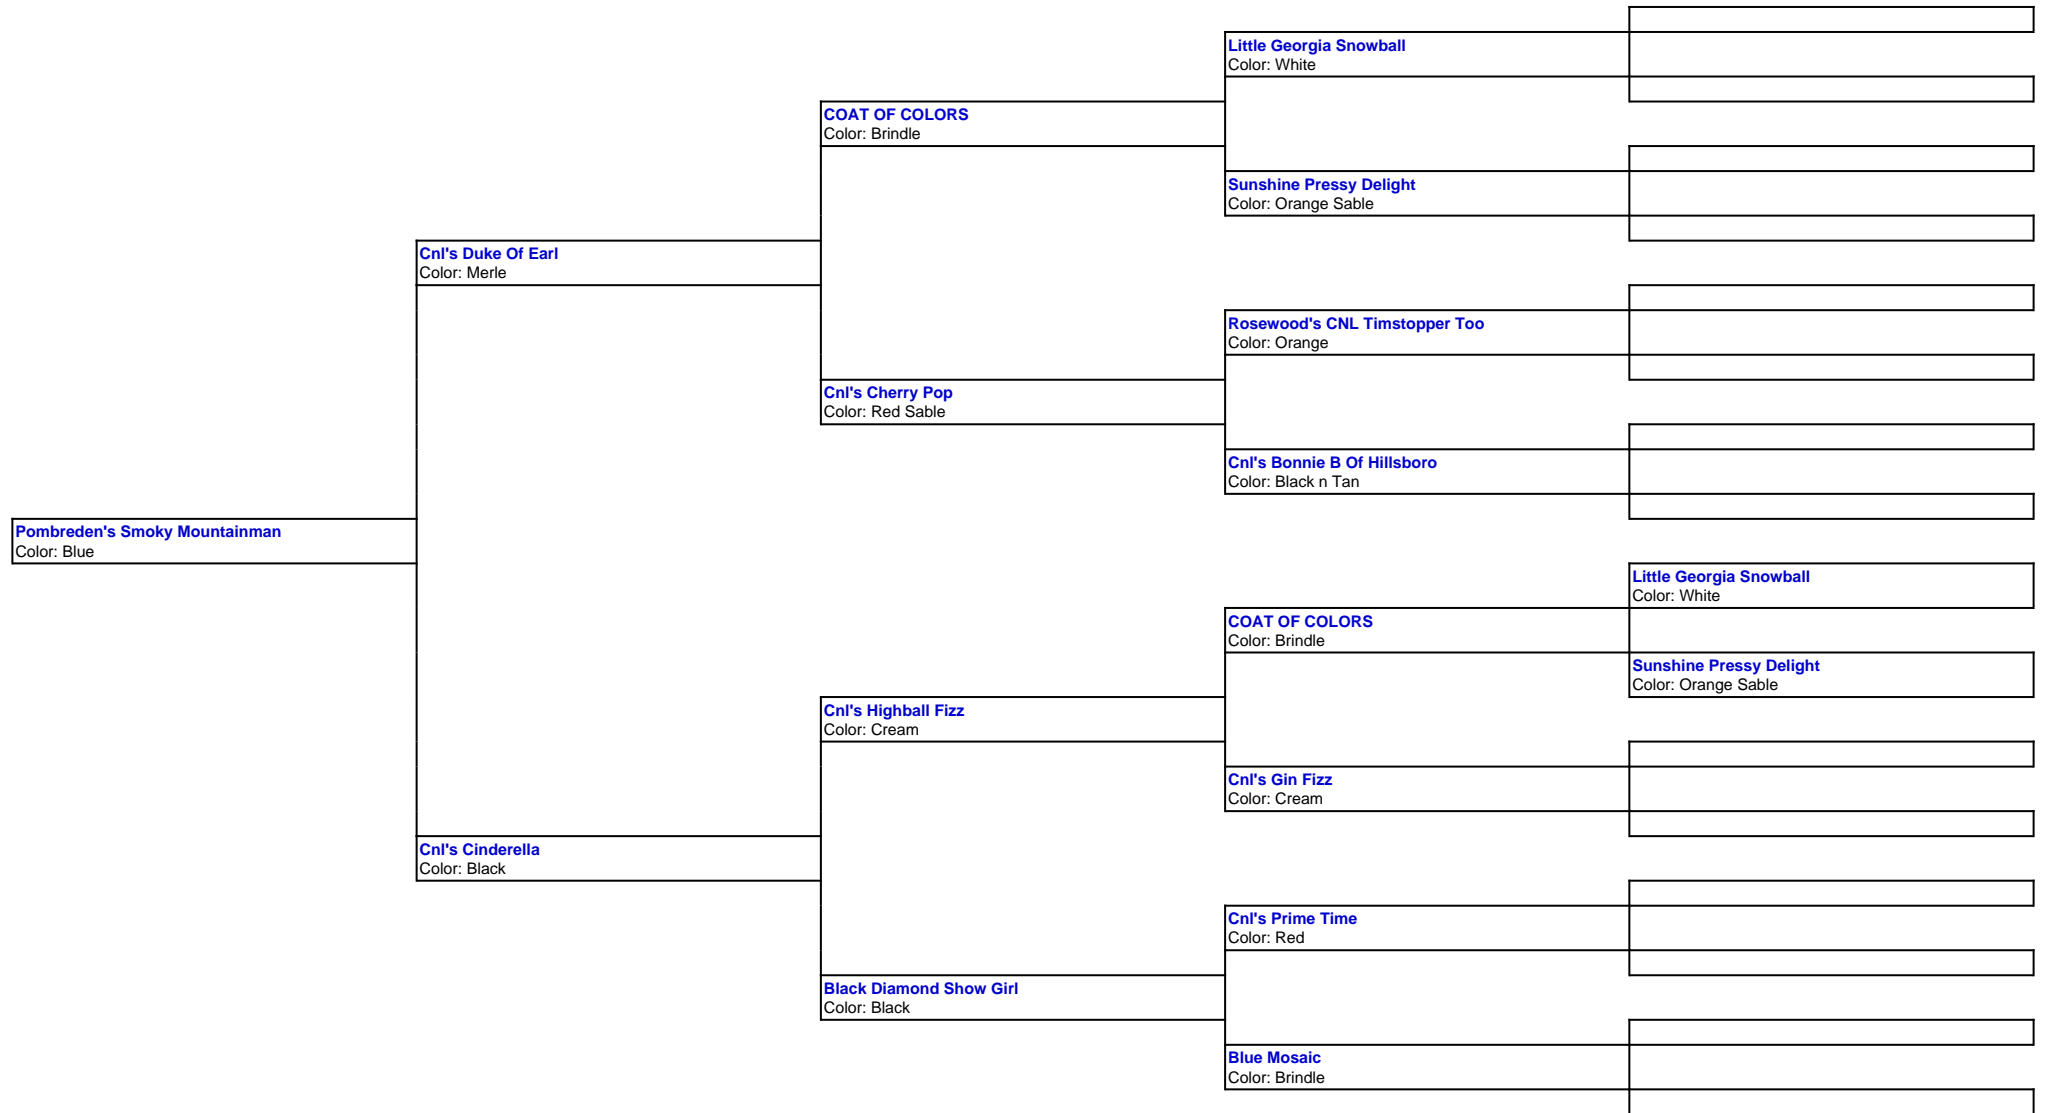 Little Georgia Snowball
Color: White
COAT OF COLORS
Color: Brindle
Sunshine Pressy Delight
Color: Orange Sable
Cnl's Duke Of Earl
Color: Merle
Rosewood's CNL Timstopper Too
Color: Orange
Cnl's Cherry Pop
Color: Red Sable
Cnl's Bonnie B Of Hillsboro
Color: Black n Tan
Pombreden's Smoky Mountainman
Color: Blue
Little Georgia Snowball
Color: White
COAT OF COLORS
Color: Brindle
Sunshine Pressy Delight
Color: Orange Sable
Cnl's Highball Fizz
Color: Cream
Cnl's Gin Fizz
Color: Cream
Cnl's Cinderella
Color: Black
Cnl's Prime Time
Color: Red
Black Diamond Show Girl
Color: Black
Blue Mosaic
Color: Brindle